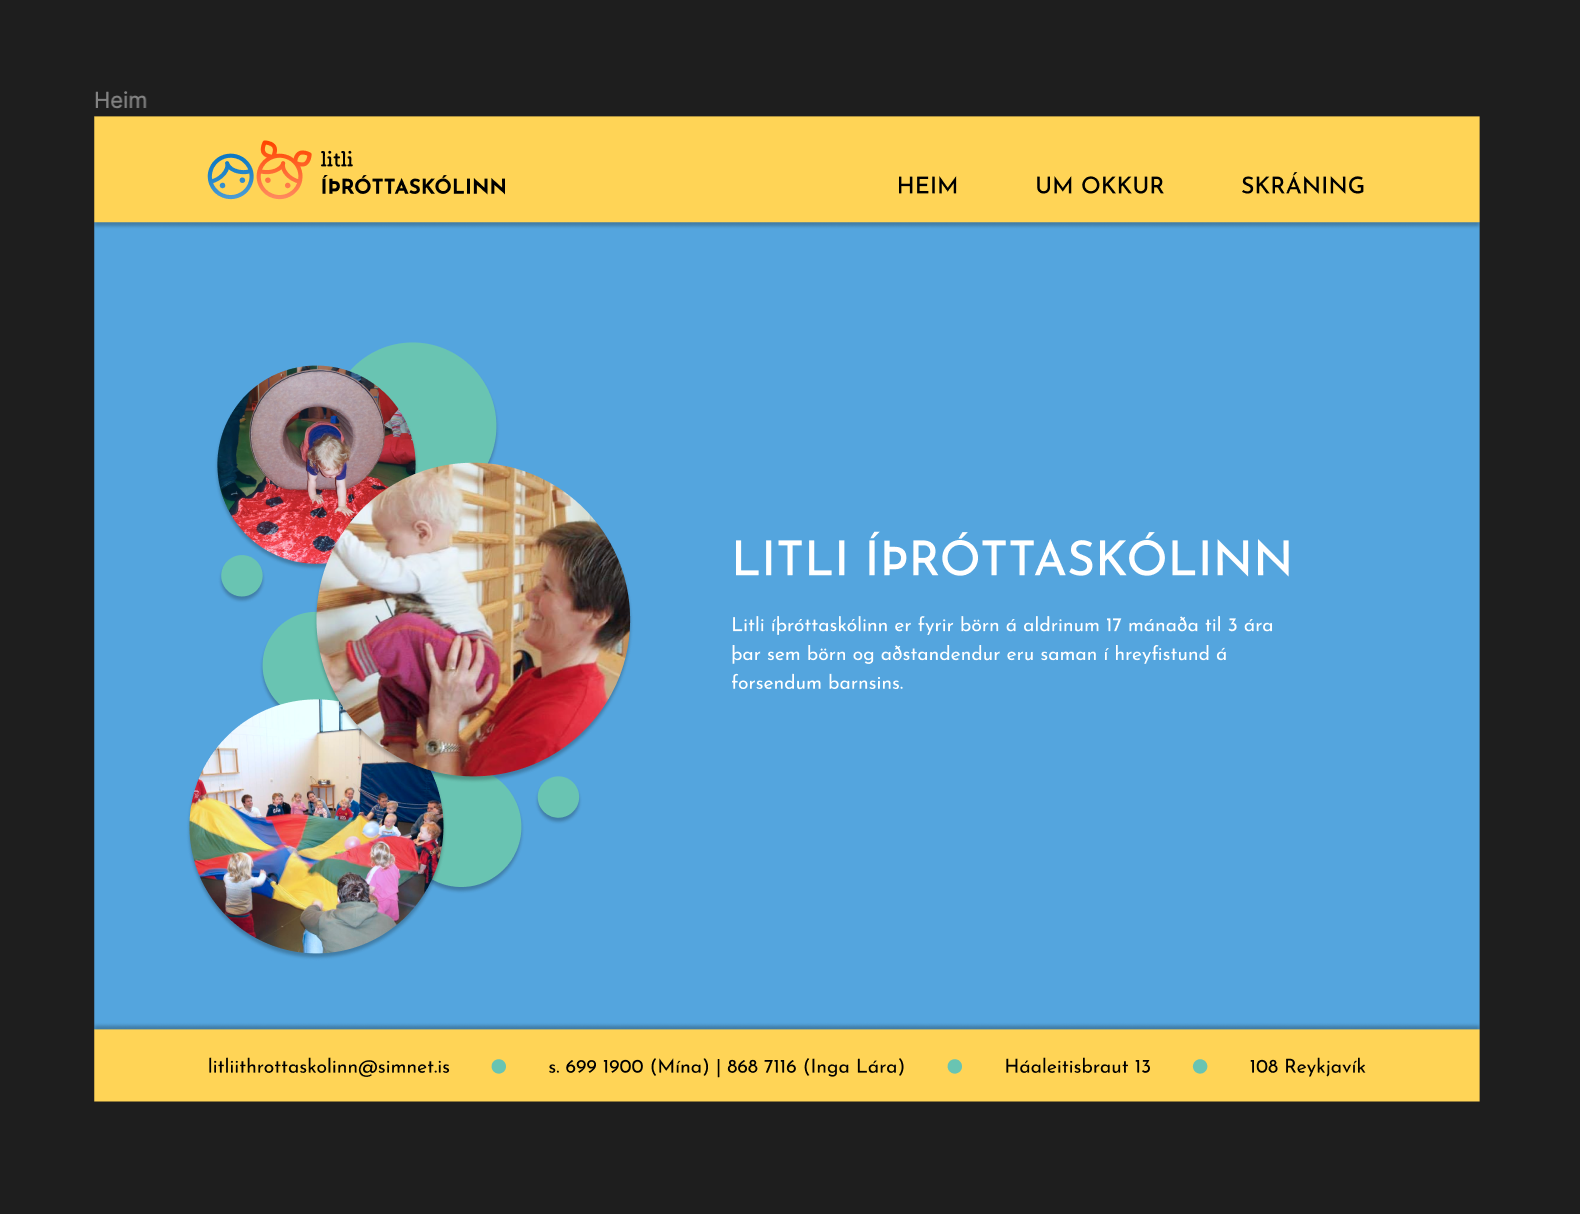 Heim
litli
ÍÞRÓTTASKÓLINN
HEIM UM OKKUR SKRÁNING
LITLI ÍÞRÓTTASKÓLINN
Litli íþróttaskólinn er fyrir börn á aldrinum 17 mánaða til 3 ára
þar sem börn og aðstandendur eru saman í hreyfistund á
forsendum barnsins.
litliithrottaskolinn@simnet.is s. 699 1900 (Mína) | 868 7116 (Inga Lára) Háaleitisbraut 13 108 Reykjavík